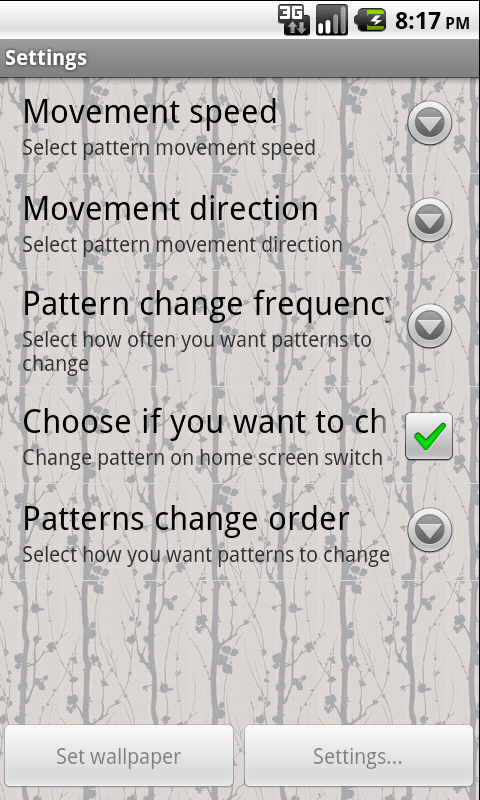 3G 8:17 PM
Settings
Movement speed
Select pattern movement speed
Movement direction
Select pattern movement direction
Pattern change frequency
Select how often you want patterns to
change
Choose if you want to ch
Change pattern on home screen switch
Patterns change order
Select how you want patterns to change
Set wallpaper
Settings...